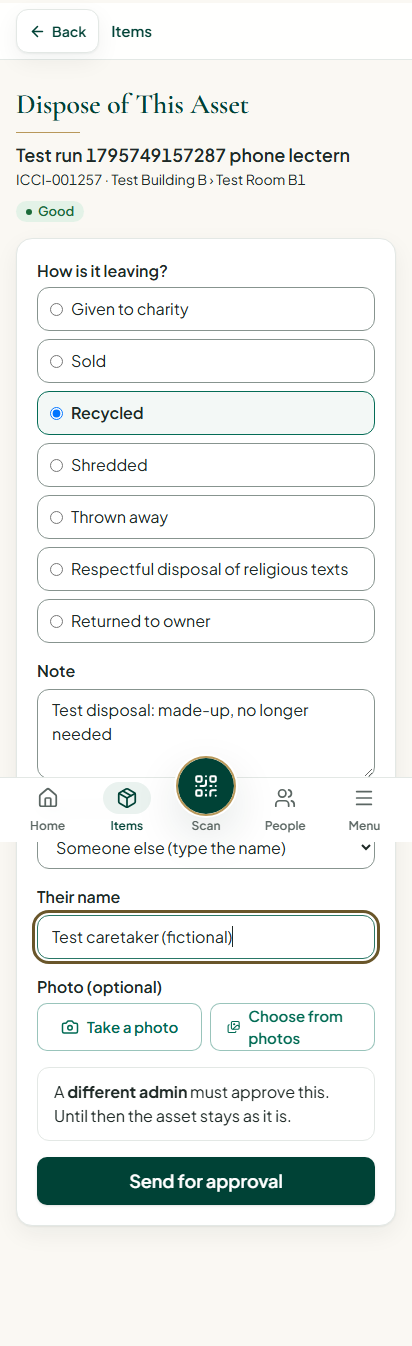 Back
Items
Dispose of This Asset
Test run 1795749157287 phone lectern
ICCI-001257 · Test Building B › Test Room B1
Good
How is it leaving?
Given to charity
Sold
Recycled
Shredded
Thrown away
Respectful disposal of religious texts
Returned to owner
Note
Test disposal: made-up, no longer
needed
Home
Items
Scan
People
Menu
Someone else (type the name)
Their name
Test caretaker (fictional)
Photo (optional)
Take a photo
Choose from
photos
A different admin must approve this.
Until then the asset stays as it is.
Send for approval